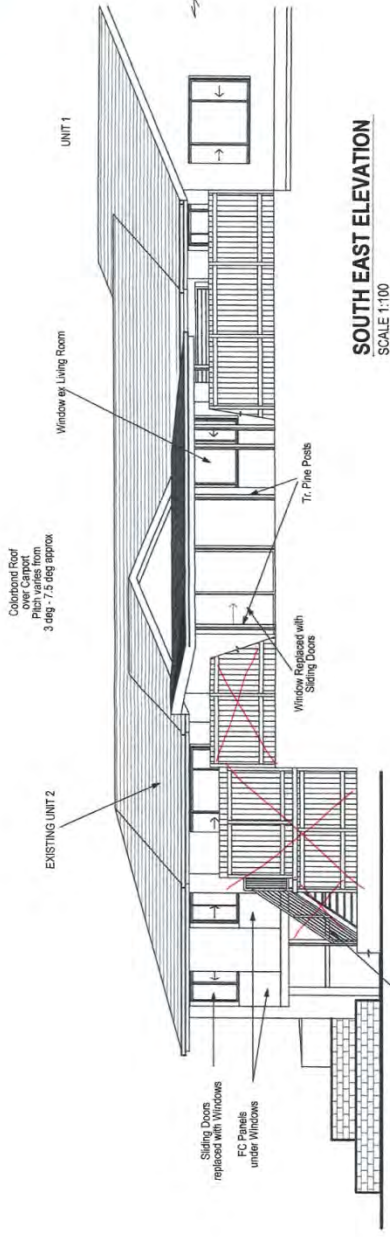 UNIT 1
Colorbond Roof
over Carport
Pitch varies from
3 deg - 7.5 deg approx
Window ex Living Room
EXISTING UNIT 2
Tr. Pine Posts
Window Replaced with
Sliding Doors
Sliding Doors
replaced with Windows
FC Panels
under Windows
SOUTH EAST ELEVATION
SCALE 1:100